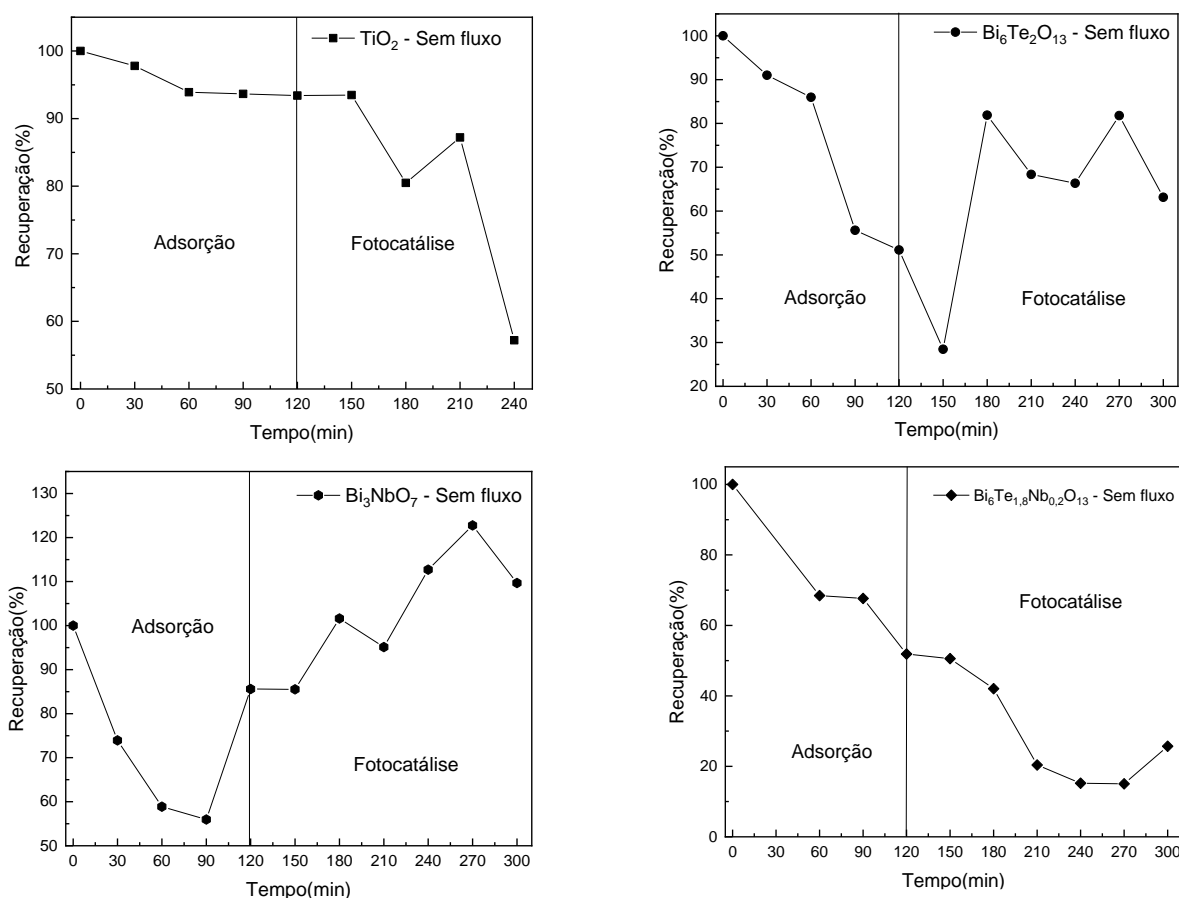 TiO2 - Sem fluxo
100
90
80
70
60
50
Recuperação(%)
Adsorção
Fotocatálise
0 30 60 90 120 150 180 210 240
Tempo(min)
Bi6Te2O13 - Sem fluxo
100
90
80
70
60
50
40
30
20
Recuperação(%)
Adsorção
Fotocatálise
0 30 60 90 120 150 180 210 240 270 300
Tempo(min)
Bi3NbO7 - Sem fluxo
130
120
110
100
90
80
70
60
50
Recuperação(%)
Adsorção
Fotocatálise
0 30 60 90 120 150 180 210 240 270 300
Tempo(min)
Bi6Te1,8Nb0,2O13 - Sem fluxo
100
80
60
40
20
0
Recuperação(%)
Fotocatálise
Adsorção
0 30 60 90 120 150 180 210 240 270 300
Tempo(min)